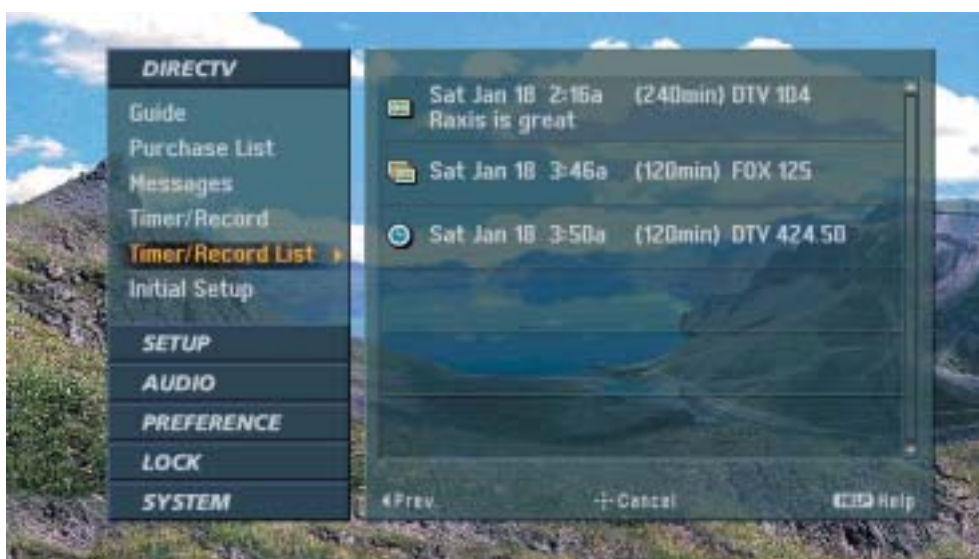 DIRECTV
Guide
Purchase List
Messages
Timer/Record
Timer/Record List
Initial Setup
SETUP
AUDIO
PREFERENCE
LOCK
SYSTEM
Sat Jan 18 2:16a (240min) DTV 104
Raxis is great
Sat Jan 18 3:46a (120min) FOX 125
Sat Jan 18 3:50a (120min) DTV 424.50
Prev. Cancel HELP Help